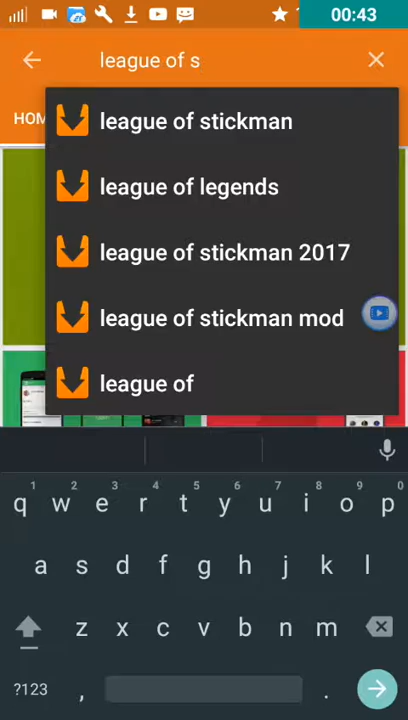 00:43
league of s
HOM
league of stickman
league of legends
league of stickman 2017
league of stickman mod
league of
1 2 3 4 5 6 7 8 9 0
q w e r t y u i o p
a s d f g h j k l
z x c v b n m
?123 , .